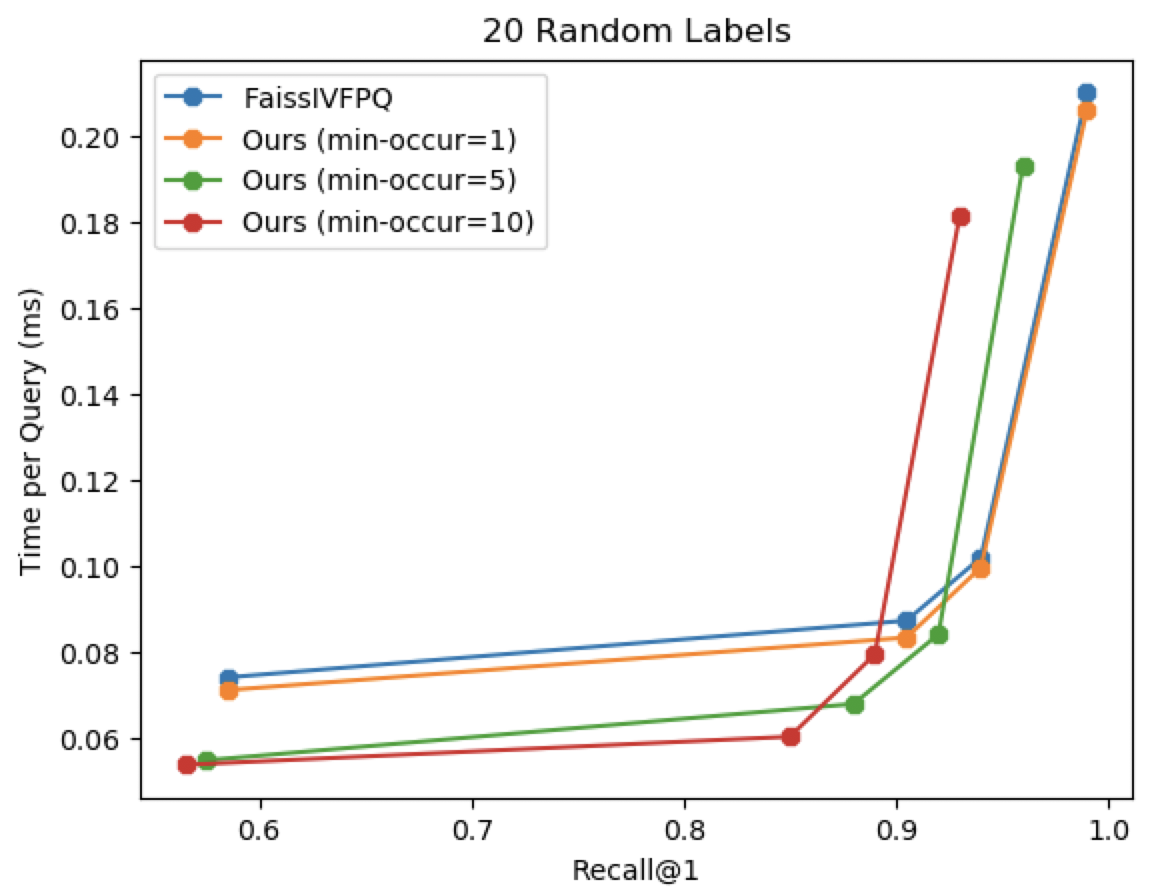 20 Random Labels
FaissIVFPQ
Ours (min-occur=1)
Ours (min-occur=5)
Ours (min-occur=10)
Time per Query (ms)
0.20
0.18
0.16
0.14
0.12
0.10
0.08
0.06
0.6 0.7 0.8 0.9 1.0
Recall@1